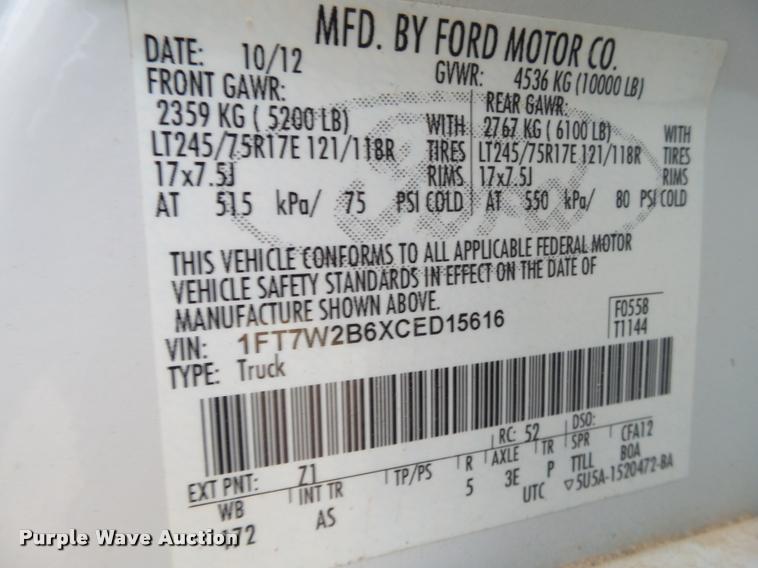 MFD. BY FORD MOTOR CO.
DATE: 10/12 GVWR: 4536 KG (10000 LB)
FRONT GAWR: REAR GAWR:
2359 KG ( 5200 LB) WITH 2767 KG ( 6100 LB) WITH
LT245/75R17E 121/118R TIRES LT245/75R17E 121/118R TIRES
17x7.5J RIMS 17x7.5J RIMS
AT 515 kPa/ 75 PSI COLD AT 550 kPa/ 80 PSI COLD
THIS VEHICLE CONFORMS TO ALL APPLICABLE FEDERAL MOTOR
VEHICLE SAFETY STANDARDS IN EFFECT ON THE DATE OF
MANUFACTURE SHOWN ABOVE.
VIN: 1FT7W2B6XCED15616 F0558
TYPE: Truck T1144
EXT PNT: Z1 RC: 52 DSO:
WB INT TR TP/PS R AXLE TR SPR CFA12
172 AS 5 3E P TTLL BOA
UTC ▽5U5A-1520472-BA
Ford
Purple Wave Auction